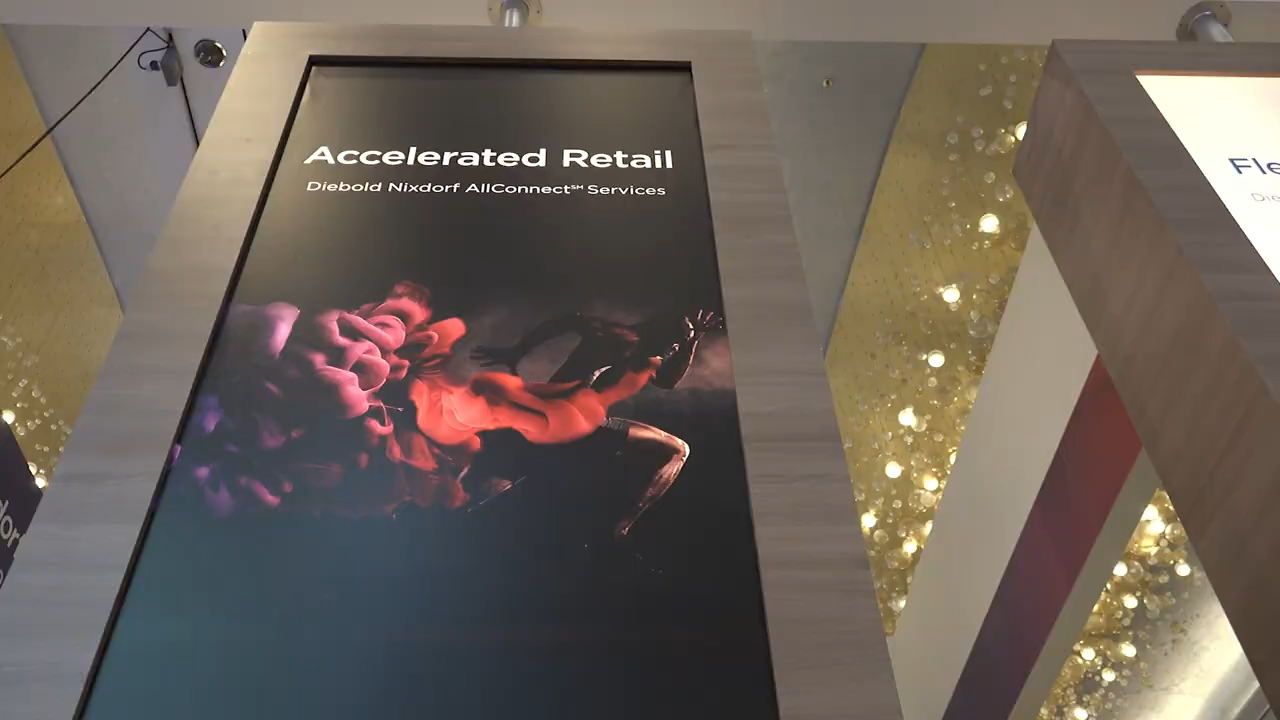 Accelerated Retail
Diebold Nixdorf AllConnect℠ Services